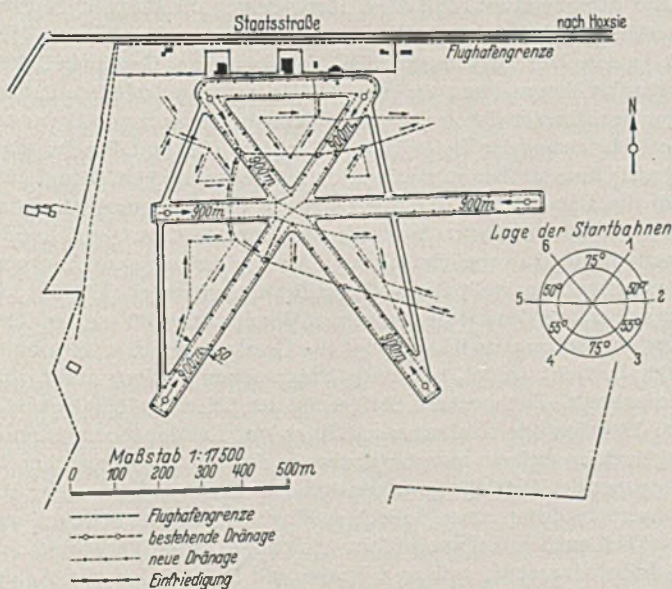 Staatsstraße
nach Hoxsie
Flughafengrenze
N
900m
900m
900m
900m
900m
900m
50
Lage der Startbahnen
6
1
75°
50°
50°
5
2
55°
55°
4
3
75°
Maßstab 1:17500
0 100 200 300 400 500m
Flughafengrenze
bestehende Dränage
neue Dränage
Einfriedigung